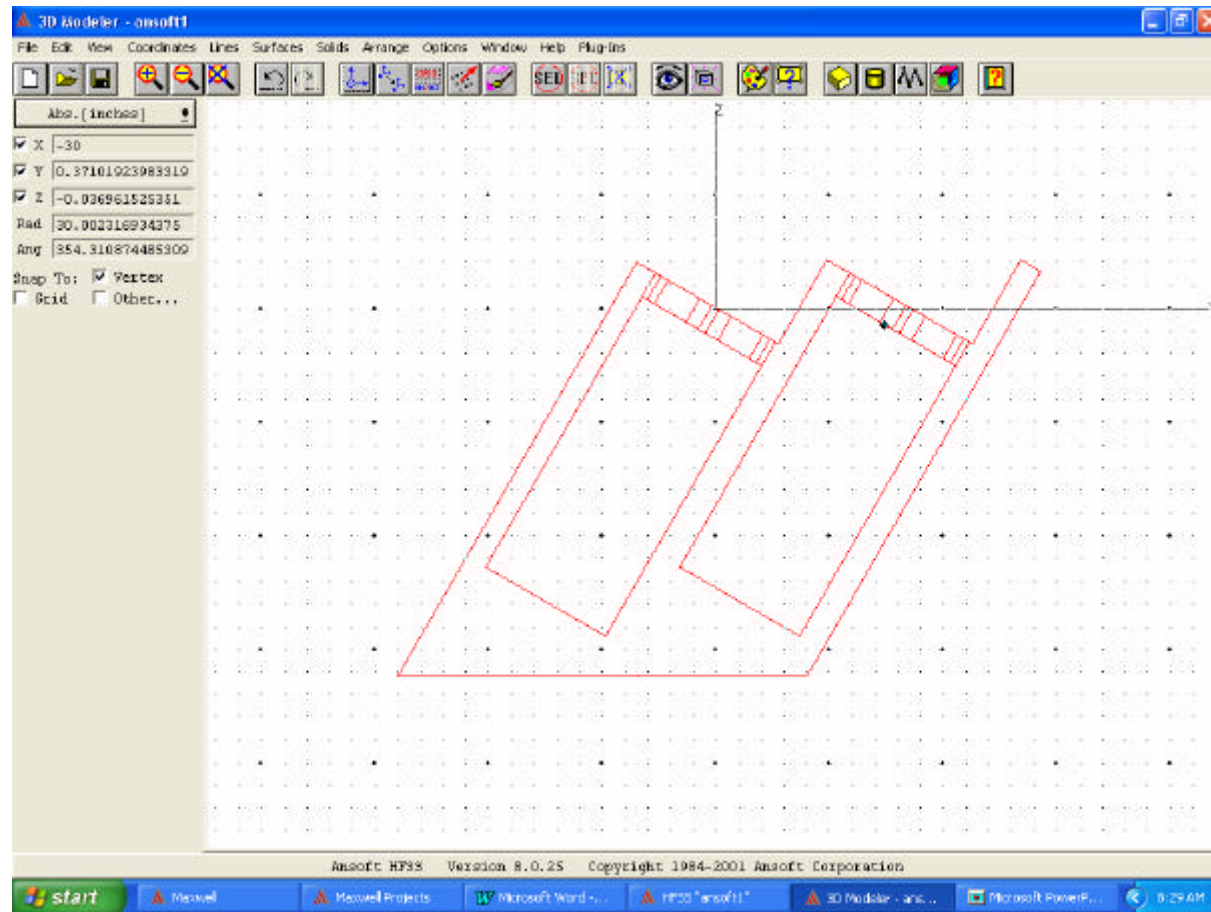 3D Modeler - ansoft1
File Edit View Coordinates Lines Surfaces Solids Arrange Options Window Help Plug-Ins
SED
?
Abs.[inches]
X -30
Y 0.37101923983319
Z -0.036961525351
Rad 30.002316934375
Ang 354.310874485309
Snap To: Vertex
Grid Other...
Z
Ansoft HFSS Version 8.0.25 Copyright 1984-2001 Ansoft Corporation
start Maxwell Maxwell Projects Microsoft Word -... HFSS "ansoft1" 3D Modeler - ans... Microsoft PowerP... 8:29 AM